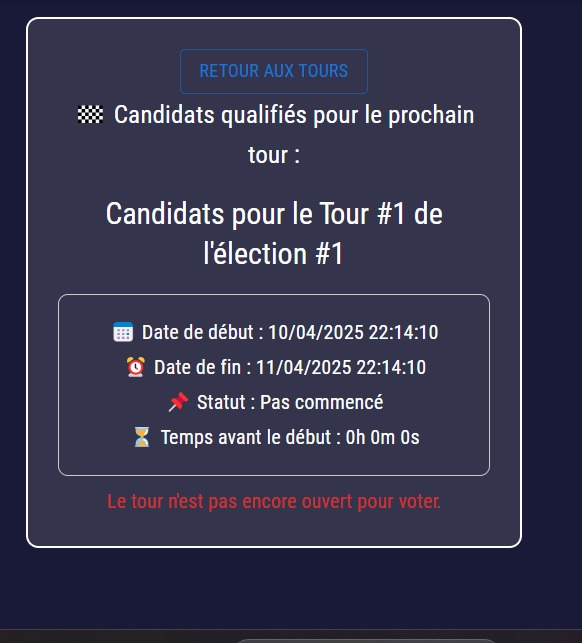 RETOUR AUX TOURS
Candidats qualifiés pour le prochain
tour :
Candidats pour le Tour #1 de
l'élection #1
Date de début : 10/04/2025 22:14:10
Date de fin : 11/04/2025 22:14:10
Statut : Pas commencé
Temps avant le début : 0h 0m 0s
Le tour n'est pas encore ouvert pour voter.